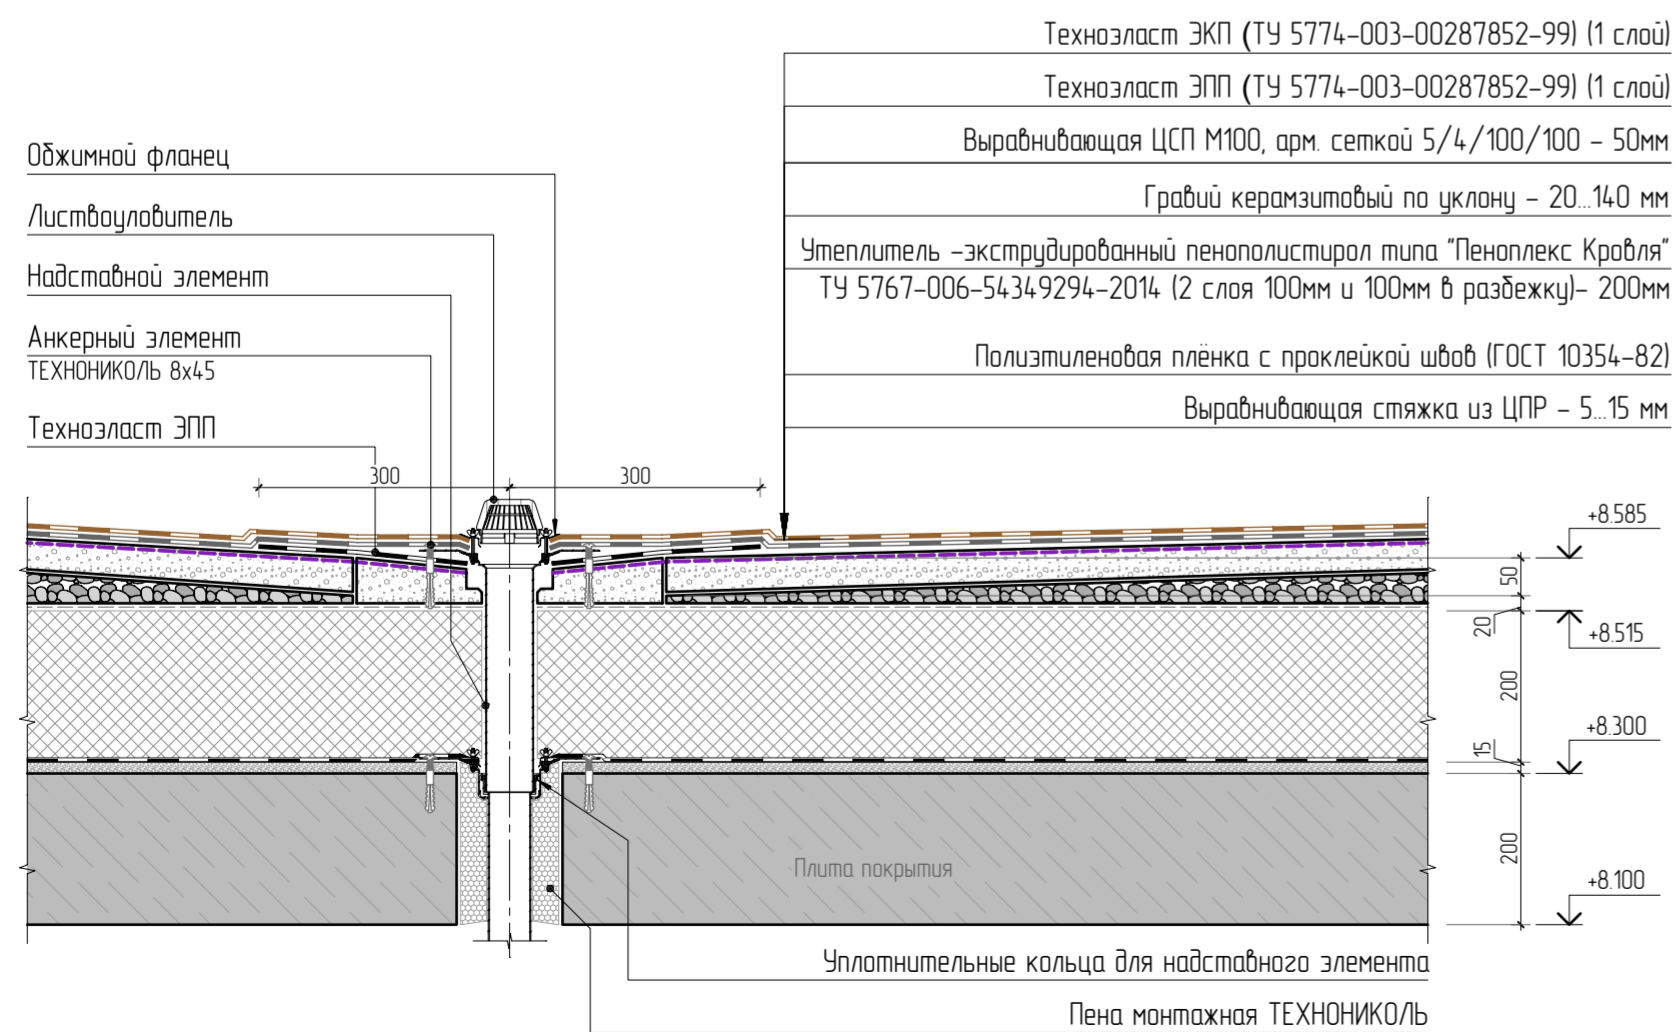 Техноэласт ЭКП (ТУ 5774-003-00287852-99) (1 слой)
Техноэласт ЭПП (ТУ 5774-003-00287852-99) (1 слой)
Выравнивающая ЦСП М100, арм. сеткой 5/4/100/100 - 50мм
Гравий керамзитовый по уклону - 20...140 мм
Утеплитель -экструдированный пенополистирол типа "Пеноплекс Кровля"
ТУ 5767-006-54349294-2014 (2 слоя 100мм и 100мм в разбежку)- 200мм
Полиэтиленовая плёнка с проклейкой швов (ГОСТ 10354-82)
Выравнивающая стяжка из ЦПР - 5...15 мм
Обжимной фланец
Листвоуловитель
Надставной элемент
Анкерный элемент
ТЕХНОНИКОЛЬ 8x45
Техноэласт ЭПП
300
300
+8.585
50
20
+8.515
200
+8.300
15
200
+8.100
Плита покрытия
Уплотнительные кольца для надставного элемента
Пена монтажная ТЕХНОНИКОЛЬ